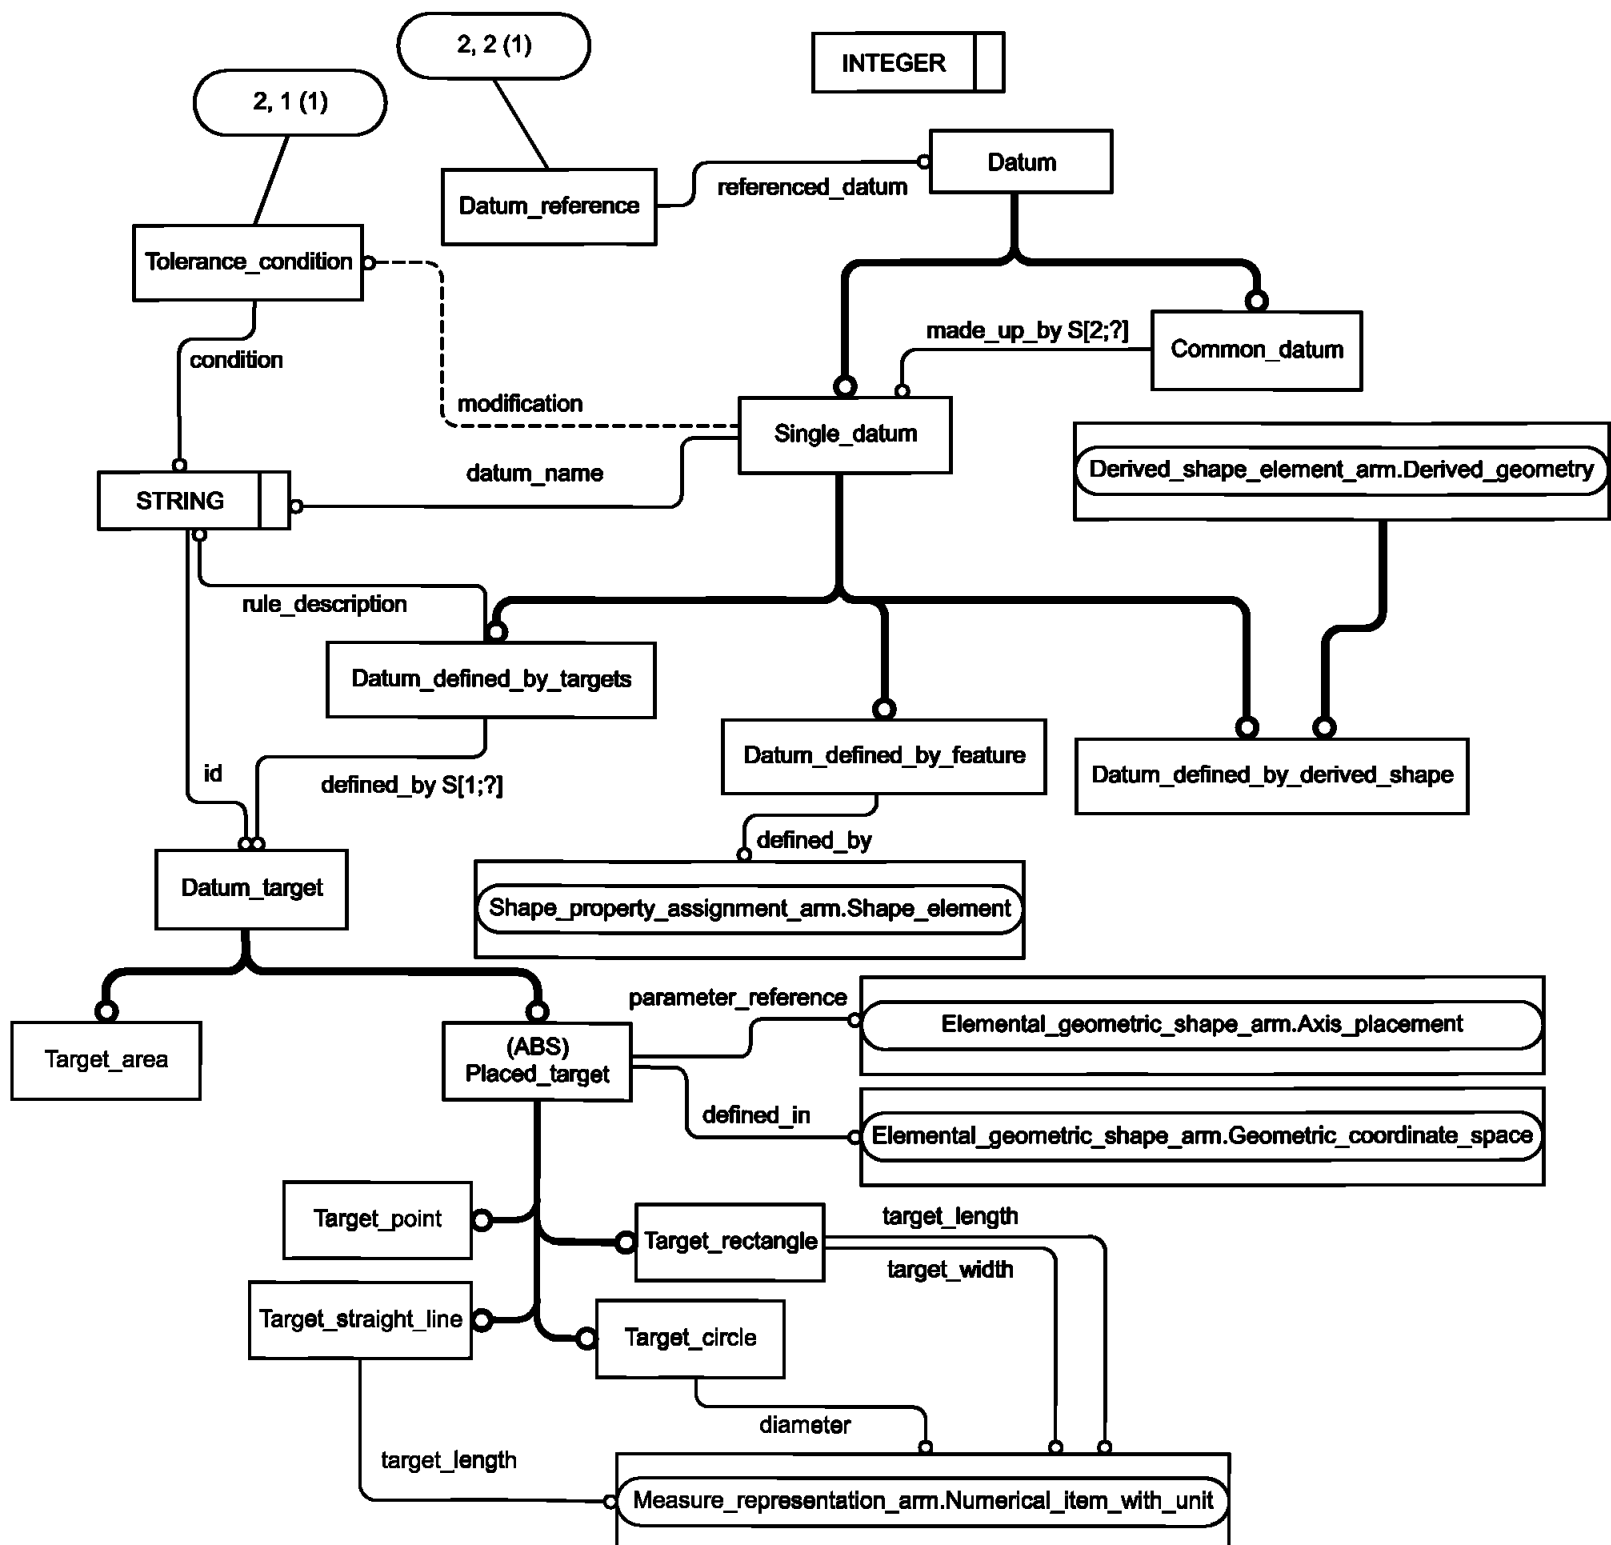 2, 2 (1)
INTEGER
2, 1 (1)
Datum
referenced_datum
Datum_reference
Tolerance_condition
made_up_by S[2;?]
Common_datum
condition
modification
Single_datum
datum_name
Derived_shape_element_arm.Derived_geometry
STRING
rule_description
Datum_defined_by_targets
Datum_defined_by_feature
Datum_defined_by_derived_shape
id
defined_by S[1;?]
defined_by
Datum_target
Shape_property_assignment_arm.Shape_element
parameter_reference
Elemental_geometric_shape_arm.Axis_placement
(ABS)
Placed_target
Target_area
defined_in
Elemental_geometric_shape_arm.Geometric_coordinate_space
Target_point
target_length
Target_rectangle
target_width
Target_straight_line
Target_circle
diameter
target_length
Measure_representation_arm.Numerical_item_with_unit